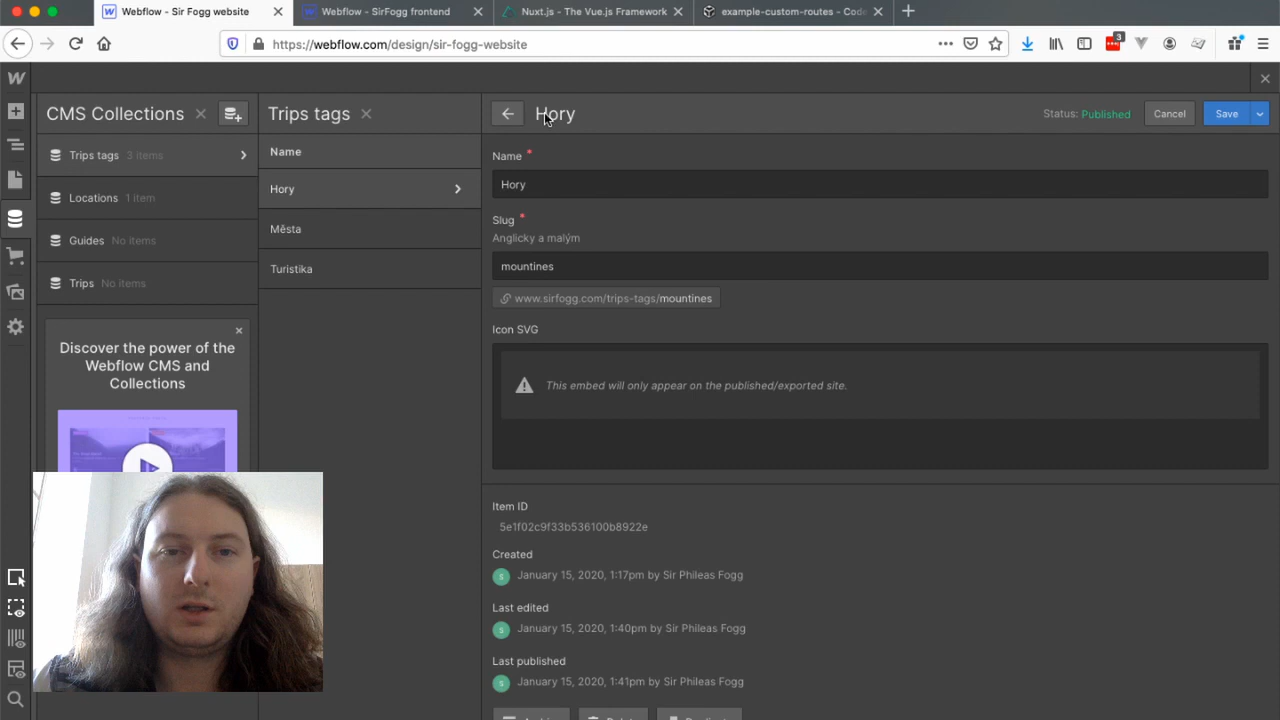 Webflow - Sir Fogg website
Webflow - SirFogg frontend
Nuxt.js - The Vue.js Framework
example-custom-routes - Code
https://webflow.com/design/sir-fogg-website
3
CMS Collections
Trips tags 3 items
Locations 1 item
Guides No items
Trips No items
Discover the power of the
Webflow CMS and
Collections
Trips tags
Name
Hory
Města
Turistika
Hory
Status: Published
Cancel
Save
Name *
Hory
Slug *
Anglicky a malým
mountines
www.sirfogg.com/trips-tags/mountines
Icon SVG
This embed will only appear on the published/exported site.
Item ID
5e1f02c9f33b536100b8922e
Created
S January 15, 2020, 1:17pm by Sir Phileas Fogg
Last edited
S January 15, 2020, 1:40pm by Sir Phileas Fogg
Last published
S January 15, 2020, 1:41pm by Sir Phileas Fogg